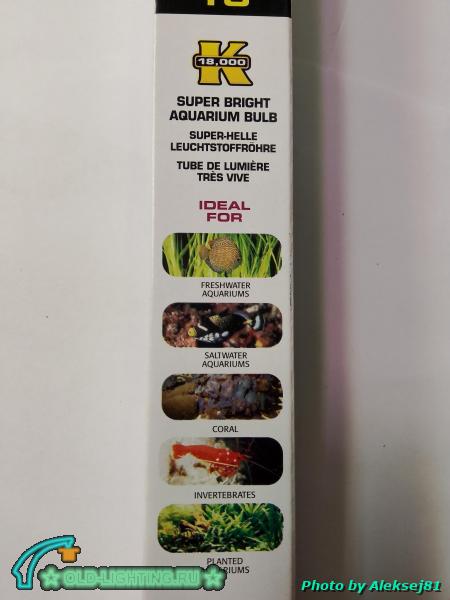 K
18,000
SUPER BRIGHT
AQUARIUM BULB
SUPER-HELLE
LEUCHTSTOFFRÖHRE
TUBE DE LUMIÈRE
TRÈS VIVE
IDEAL
FOR
FRESHWATER
AQUARIUMS
SALTWATER
AQUARIUMS
CORAL
INVERTEBRATES
PLANTED
OLD-LIGHTING.RU
Photo by Aleksej81